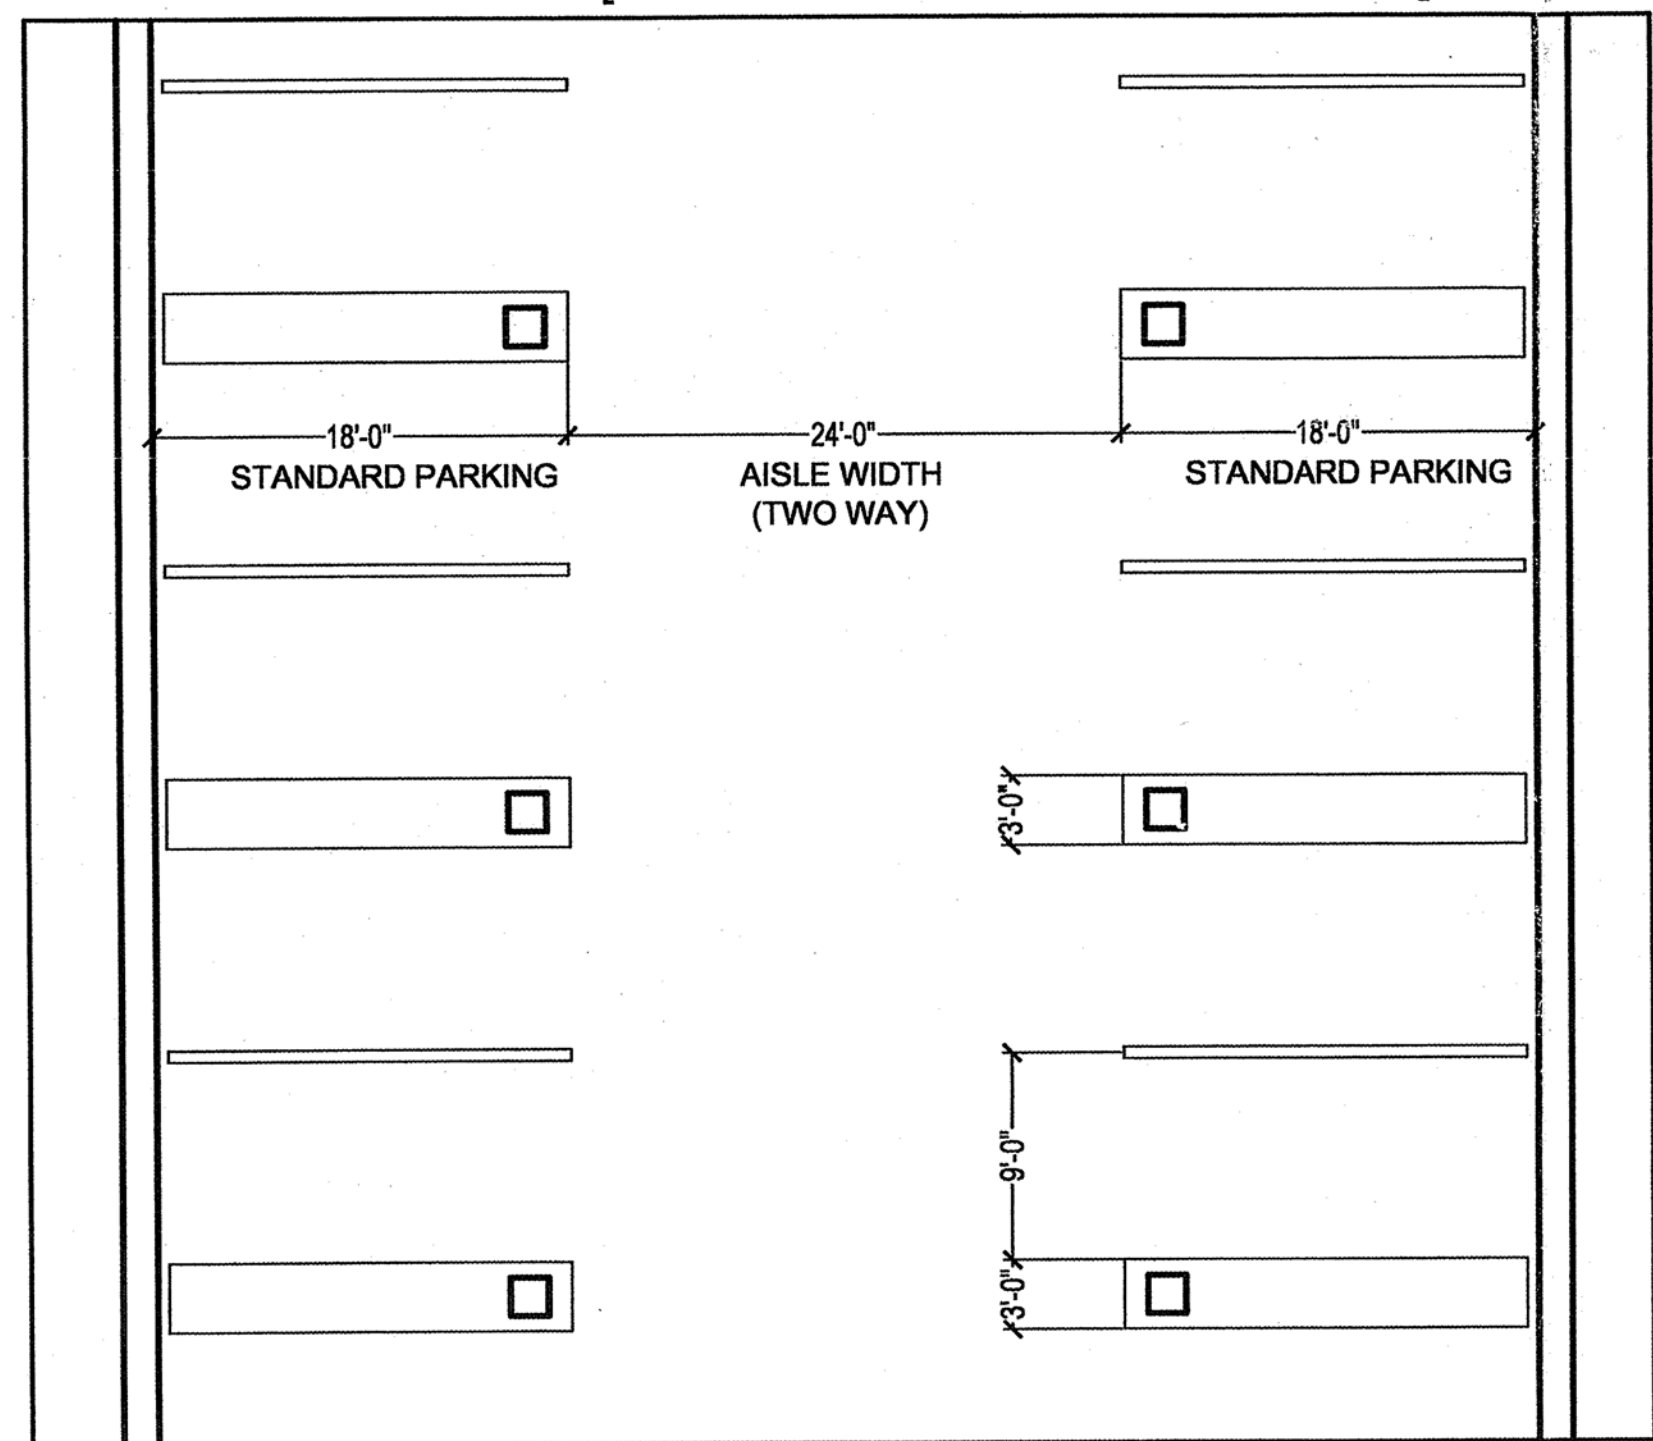 18'-0" 24'-0" 18'-0"
STANDARD PARKING AISLE WIDTH STANDARD PARKING
(TWO WAY)
3'-0"
9'-0"
3'-0"